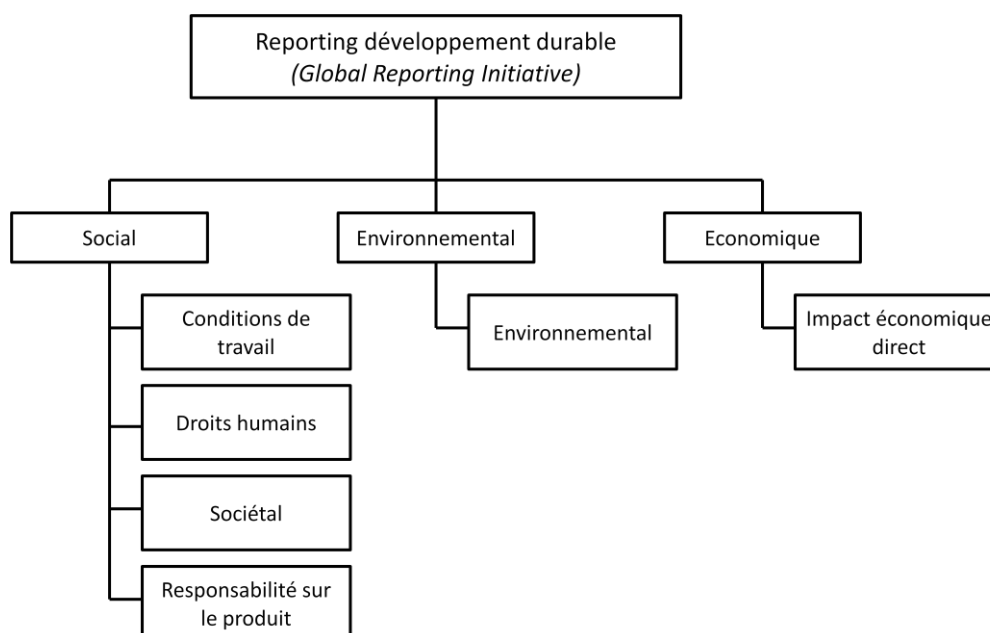 Reporting développement durable
(Global Reporting Initiative)
Social
Environnemental
Economique
Conditions de
travail
Environnemental
Impact économique
direct
Droits humains
Sociétal
Responsabilité sur
le produit